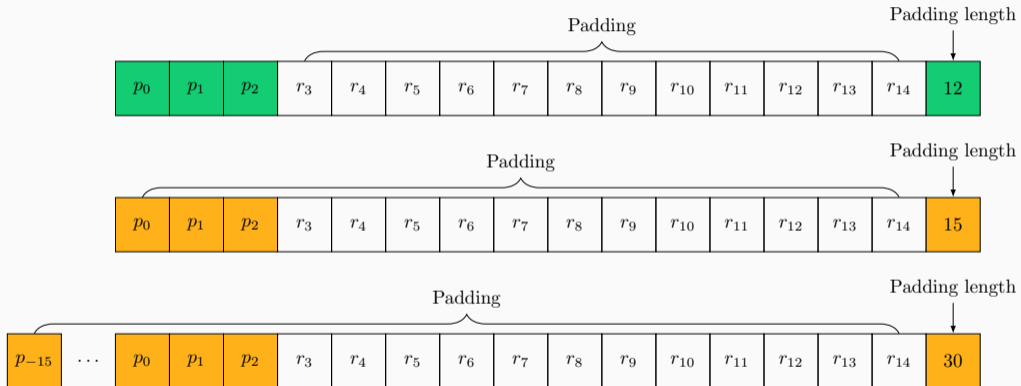 Padding length
Padding
p₀ p₁ p₂ r₃ r₄ r₅ r₆ r₇ r₈ r₉ r₁₀ r₁₁ r₁₂ r₁₃ r₁₄ 12
Padding length
Padding
p₀ p₁ p₂ r₃ r₄ r₅ r₆ r₇ r₈ r₉ r₁₀ r₁₁ r₁₂ r₁₃ r₁₄ 15
Padding length
Padding
p₋₁₅ ... p₀ p₁ p₂ r₃ r₄ r₅ r₆ r₇ r₈ r₉ r₁₀ r₁₁ r₁₂ r₁₃ r₁₄ 30